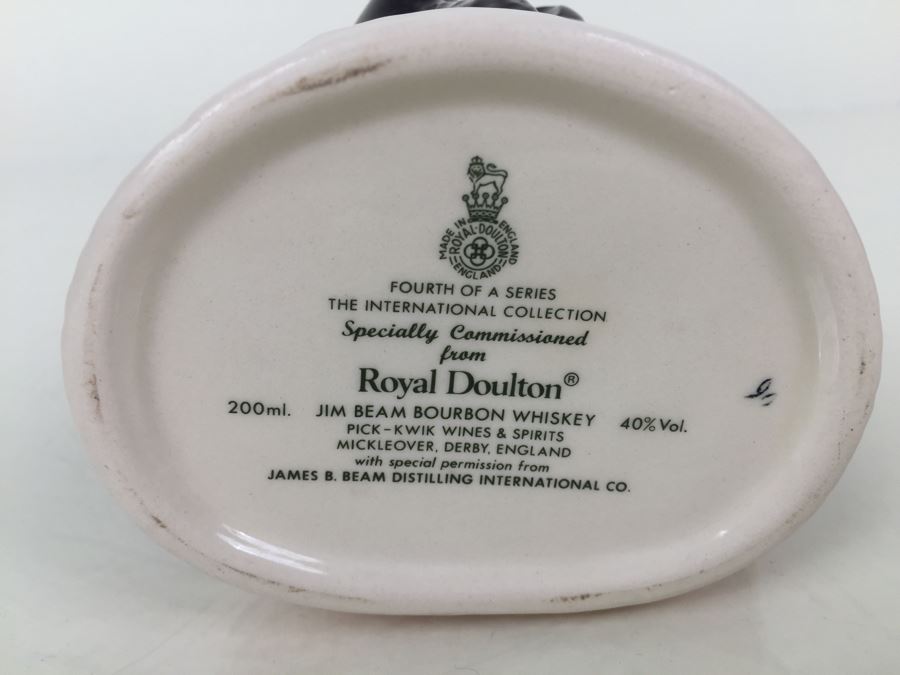 MADE IN ENGLAND
ROYAL-DOULTON
ENGLAND
FOURTH OF A SERIES
THE INTERNATIONAL COLLECTION
Specially Commissioned
from
Royal Doulton®
200ml. JIM BEAM BOURBON WHISKEY 40% Vol.
PICK-KWIK WINES & SPIRITS
MICKLEOVER, DERBY, ENGLAND
with special permission from
JAMES B. BEAM DISTILLING INTERNATIONAL CO.